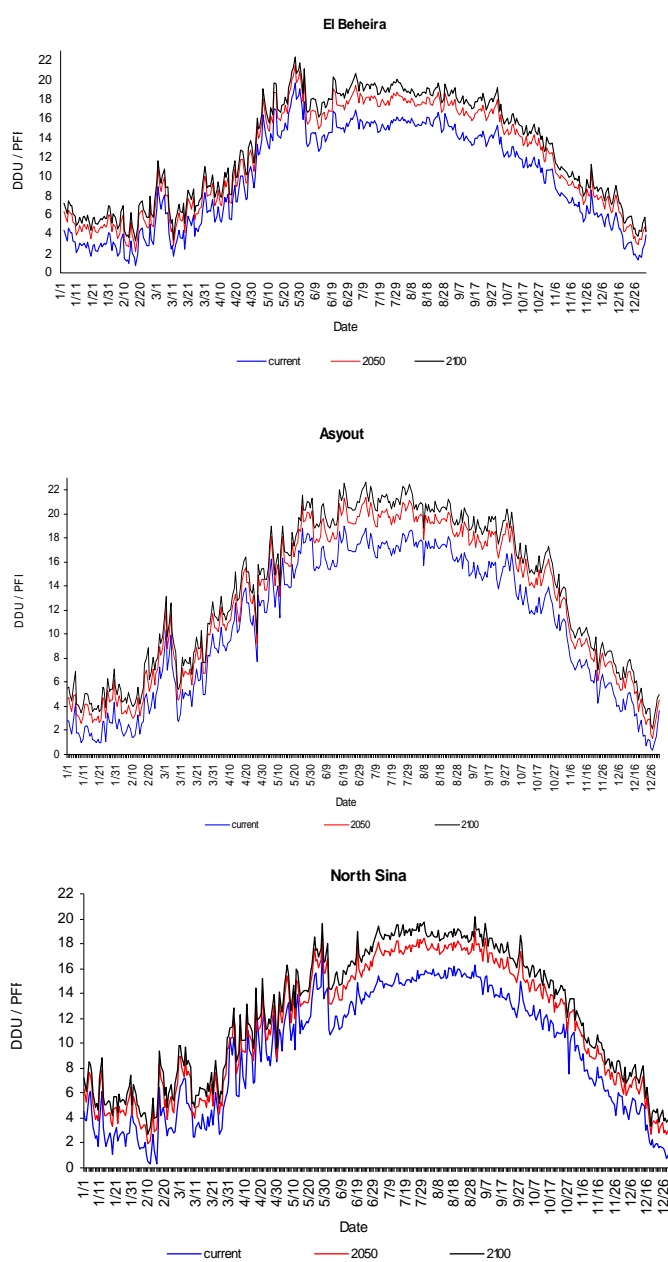 El Beheira
22
20
18
16
14
12
10
8
6
4
2
0
DDU / PFI
1/1 1/11 1/21 1/31 2/10 2/20 3/1 3/11 3/21 3/31 4/10 4/20 4/30 5/10 5/20 5/30 6/9 6/19 6/29 7/9 7/19 7/29 8/8 8/18 8/28 9/7 9/17 9/27 10/7 10/17 10/27 11/6 11/16 11/26 12/6 12/16 12/26
Date
current 2050 2100
Asyout
22
20
18
16
14
12
10
8
6
4
2
0
DDU / PFI
1/1 1/11 1/21 1/31 2/10 2/20 3/1 3/11 3/21 3/31 4/10 4/20 4/30 5/10 5/20 5/30 6/9 6/19 6/29 7/9 7/19 7/29 8/8 8/18 8/28 9/7 9/17 9/27 10/7 10/17 10/27 11/6 11/16 11/26 12/6 12/16 12/26
Date
current 2050 2100
North Sina
22
20
18
16
14
12
10
8
6
4
2
0
DDU / PFI
1/1 1/11 1/21 1/31 2/10 2/20 3/1 3/11 3/21 3/31 4/10 4/20 4/30 5/10 5/20 5/30 6/9 6/19 6/29 7/9 7/19 7/29 8/8 8/18 8/28 9/7 9/17 9/27 10/7 10/17 10/27 11/6 11/16 11/26 12/6 12/16 12/26
Date
current 2050 2100